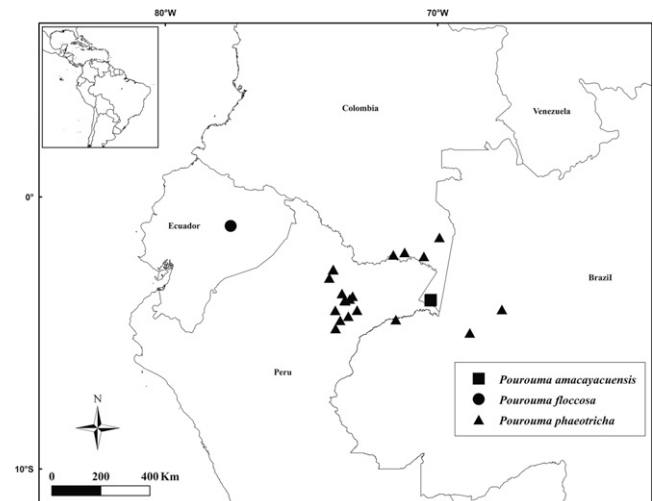 80°W 70°W
Colombia
Venezuela
0°
Ecuador
Brazil
Peru
Pourouma amacayacuensis
Pourouma floccosa
Pourouma phaeotricha
N
10°S
0 200 400 Km